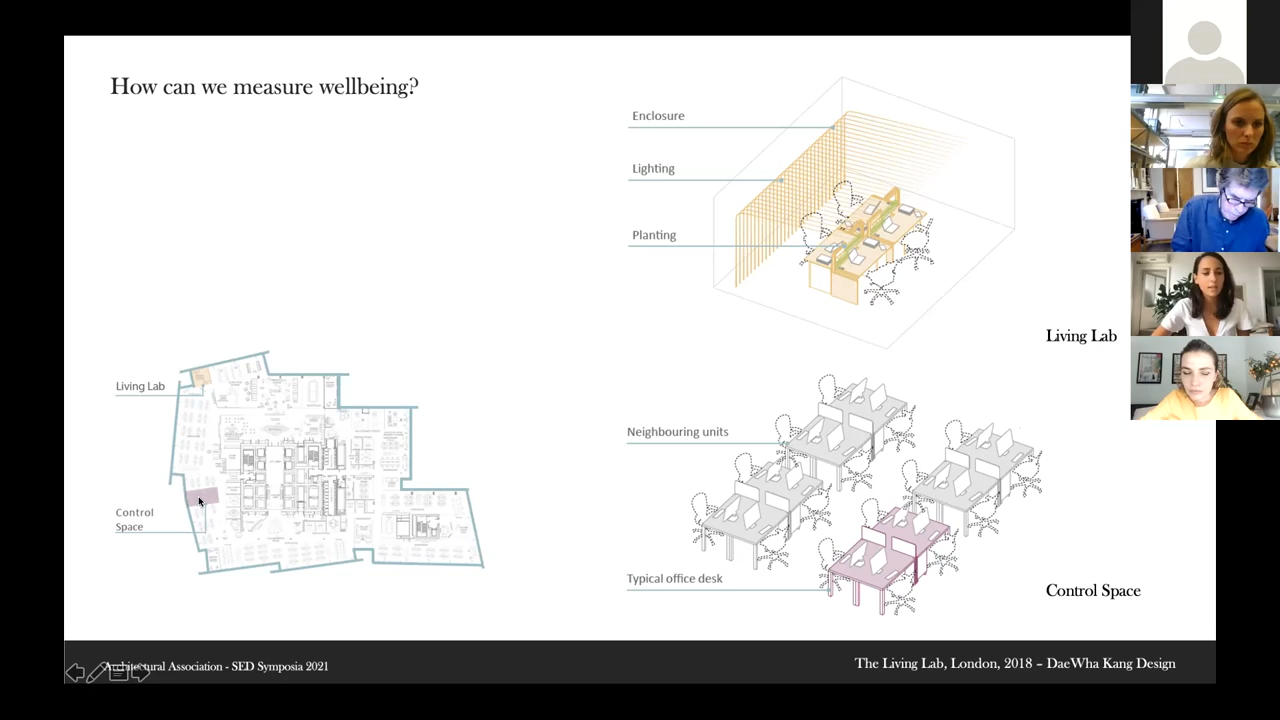 How can we measure wellbeing?
Enclosure
Lighting
Planting
Living Lab
Living Lab
Control
Space
Neighbouring units
Typical office desk
Control Space
Architectural Association - SED Symposia 2021
The Living Lab, London, 2018 – DaeWha Kang Design